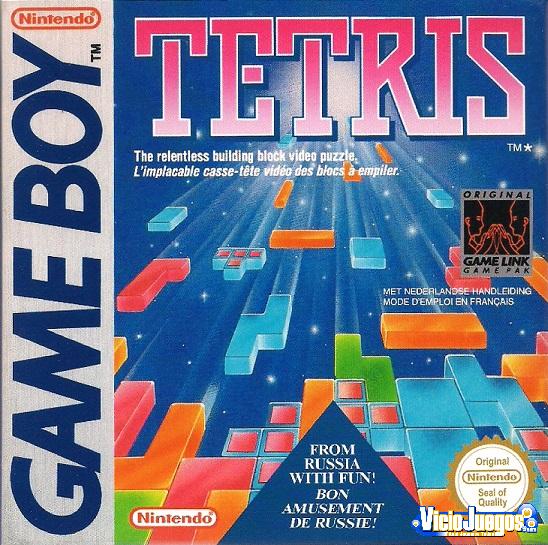 Nintendo
GAME BOY
TM
TETRIS
TM*
The relentless building block video puzzle.
L'implacable casse-tête vidéo des blocs à empiler.
ORIGINAL
GAME LINK
GAME PAK
MET NEDERLANDSE HANDLEIDING
MODE D'EMPLOI EN FRANÇAIS
FROM
RUSSIA
WITH FUN!
BON
AMUSEMENT
DE RUSSIE!
Nintendo
Original
Nintendo
Seal of
Quality
VicioJuegos